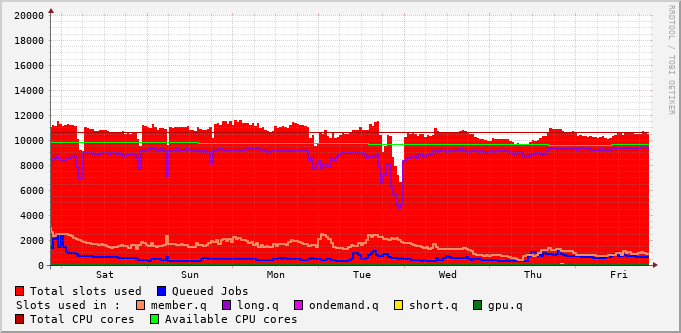 RRDTOOL / TOBI OETIKER
20000
18000
16000
14000
12000
10000
8000
6000
4000
2000
0
Sat Sun Mon Tue Wed Thu Fri
Total slots used Queued Jobs
Slots used in : member.q long.q ondemand.q short.q gpu.q
Total CPU cores Available CPU cores